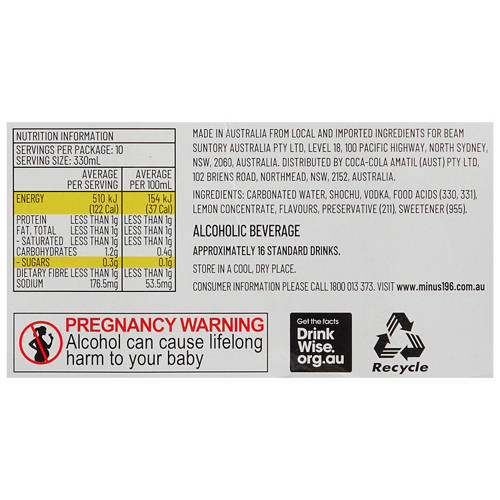 NUTRITION INFORMATION
SERVINGS PER PACKAGE: 10
SERVING SIZE: 330mL
AVERAGE PER SERVING AVERAGE PER 100mL
ENERGY 510 kJ 154 kJ
(122 Cal) (37 Cal)
PROTEIN LESS THAN 1g LESS THAN 1g
FAT, TOTAL LESS THAN 1g LESS THAN 1g
- SATURATED LESS THAN 1g LESS THAN 1g
CARBOHYDRATES 1.2g 0.4g
- SUGARS 0.3g 0.1g
DIETARY FIBRE LESS THAN 1g LESS THAN 1g
SODIUM 176.5mg 53.5mg
MADE IN AUSTRALIA FROM LOCAL AND IMPORTED INGREDIENTS FOR BEAM
SUNTORY AUSTRALIA PTY LTD, LEVEL 18, 100 PACIFIC HIGHWAY, NORTH SYDNEY,
NSW, 2060, AUSTRALIA. DISTRIBUTED BY COCA-COLA AMATIL (AUST) PTY LTD,
102 BRIENS ROAD, NORTHMEAD, NSW, 2152, AUSTRALIA.
INGREDIENTS: CARBONATED WATER, SHOCHU, VODKA, FOOD ACIDS (330, 331),
LEMON CONCENTRATE, FLAVOURS, PRESERVATIVE (211), SWEETENER (955).
ALCOHOLIC BEVERAGE
APPROXIMATELY 16 STANDARD DRINKS.
STORE IN A COOL, DRY PLACE.
CONSUMER INFORMATION PLEASE CALL 1800 013 373. VISIT www.minus196.com.au
PREGNANCY WARNING
Alcohol can cause lifelong
harm to your baby
Get the facts
Drink
Wise.
org.au
Recycle